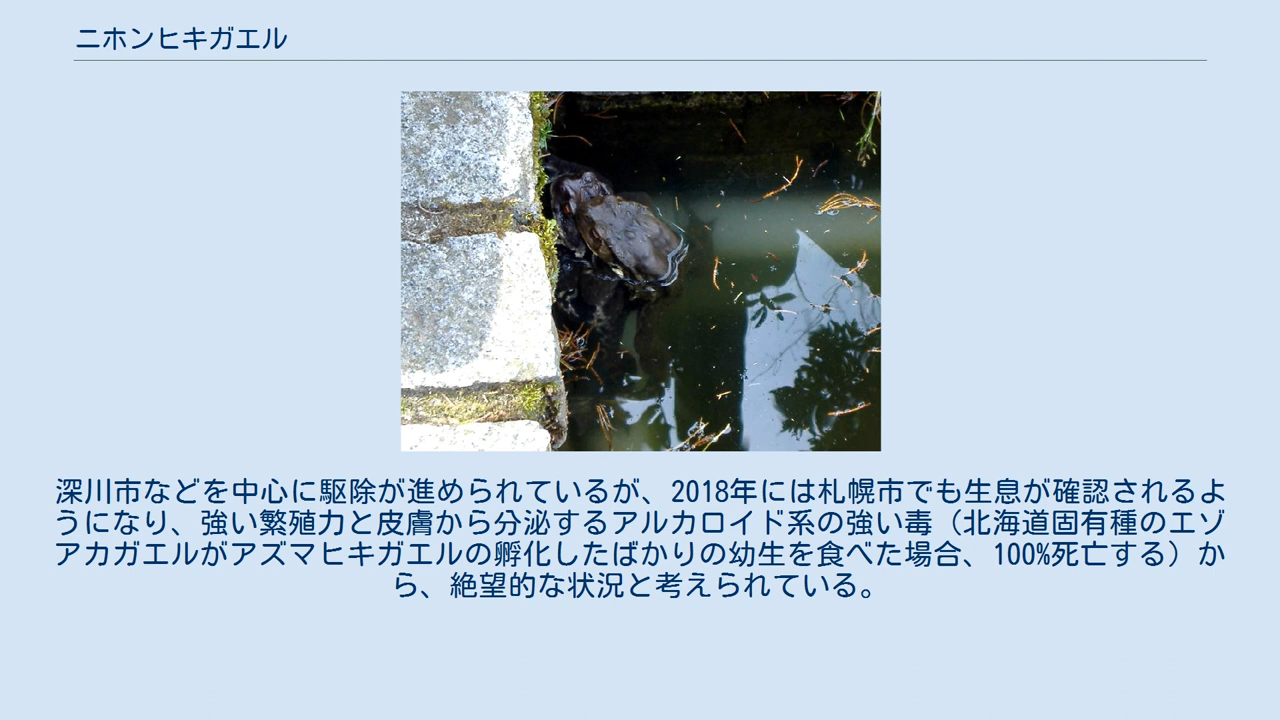 ニホンヒキガエル
深川市などを中心に駆除が進められているが、2018年には札幌市でも生息が確認されるよ
うになり、強い繁殖力と皮膚から分泌するアルカロイド系の強い毒（北海道固有種のエゾ
アカガエルがアズマヒキガエルの孵化したばかりの幼生を食べた場合、100%死亡する）か
ら、絶望的な状況と考えられている。